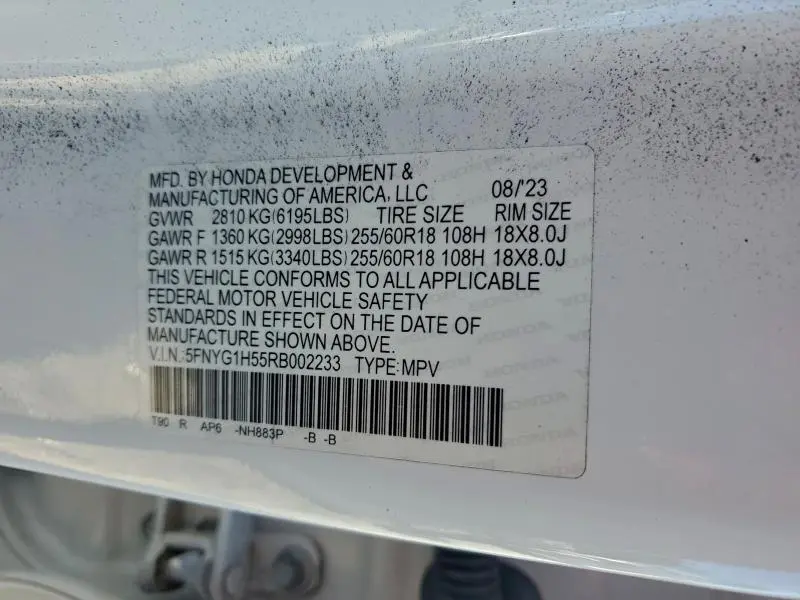 MFD. BY HONDA DEVELOPMENT &
MANUFACTURING OF AMERICA, LLC 08/'23
GVWR 2810 KG(6195LBS) TIRE SIZE RIM SIZE
GAWR F 1360 KG(2998LBS) 255/60R18 108H 18X8.0J
GAWR R 1515 KG(3340LBS) 255/60R18 108H 18X8.0J
THIS VEHICLE CONFORMS TO ALL APPLICABLE
FEDERAL MOTOR VEHICLE SAFETY
STANDARDS IN EFFECT ON THE DATE OF
MANUFACTURE SHOWN ABOVE.
V.I.N.:5FNYG1H55RB002233 TYPE:MPV
T90 R AP6 -NH883P -B -B